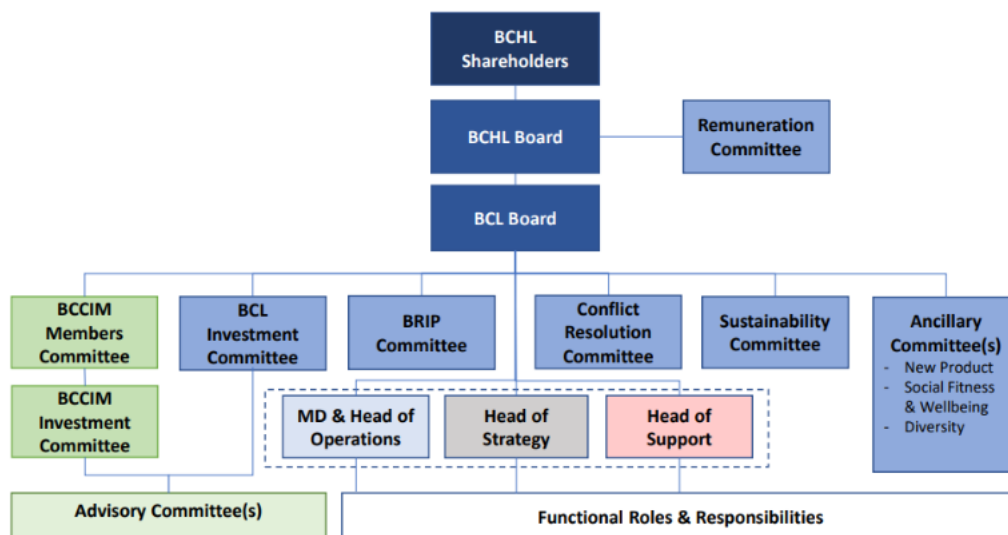 BCHL
Shareholders
BCHL Board
Remuneration
Committee
BCL Board
BCCIM
Members
Committee
BCL
Investment
Committee
BRIP
Committee
Conflict
Resolution
Committee
Sustainability
Committee
Ancillary
Committee(s)
- New Product
- Social Fitness
& Wellbeing
- Diversity
BCCIM
Investment
Committee
MD & Head of
Operations
Head of
Strategy
Head of
Support
Advisory Committee(s)
Functional Roles & Responsibilities